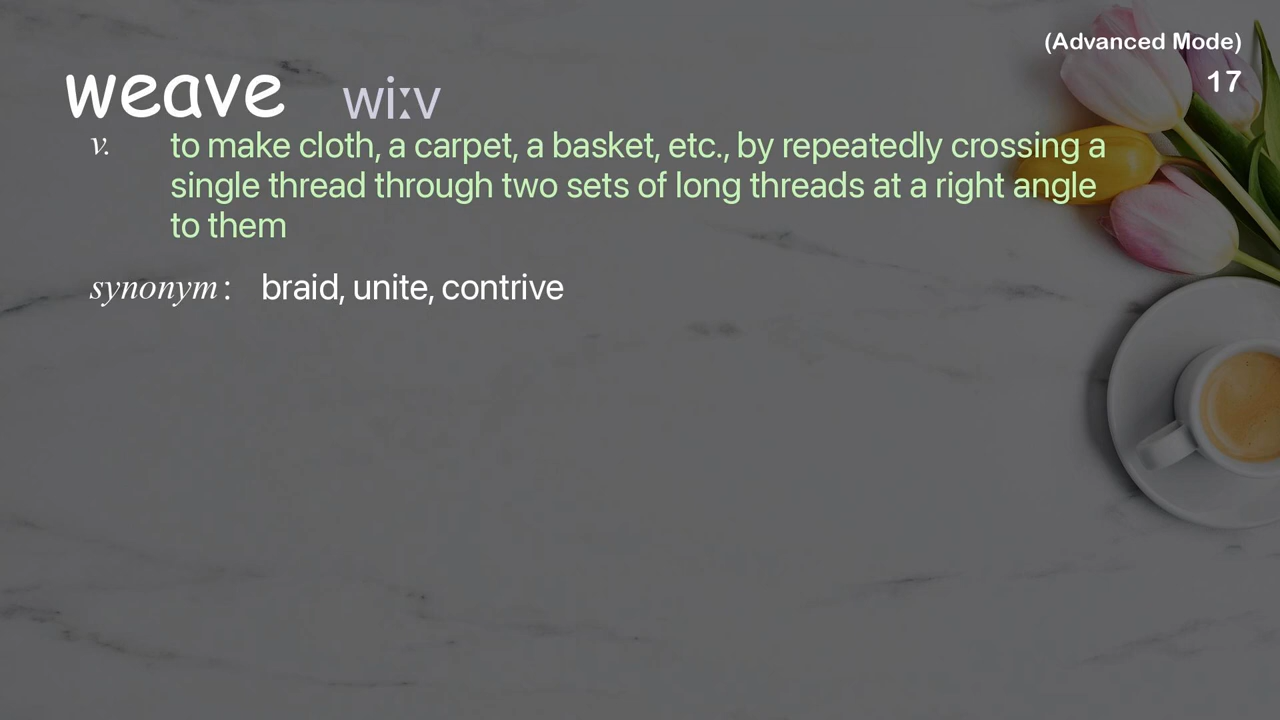 (Advanced Mode)
17
weave wi:v
v. to make cloth, a carpet, a basket, etc., by repeatedly crossing a
single thread through two sets of long threads at a right angle
to them
synonym: braid, unite, contrive